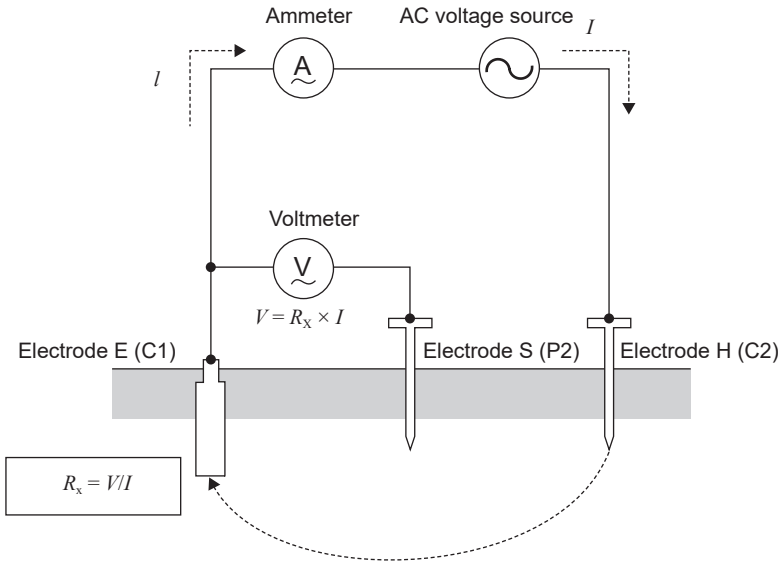 Ammeter
AC voltage source
I
l
A
Voltmeter
V
V = RX × I
Electrode E (C1)
Electrode S (P2)
Electrode H (C2)
Rx = V/I